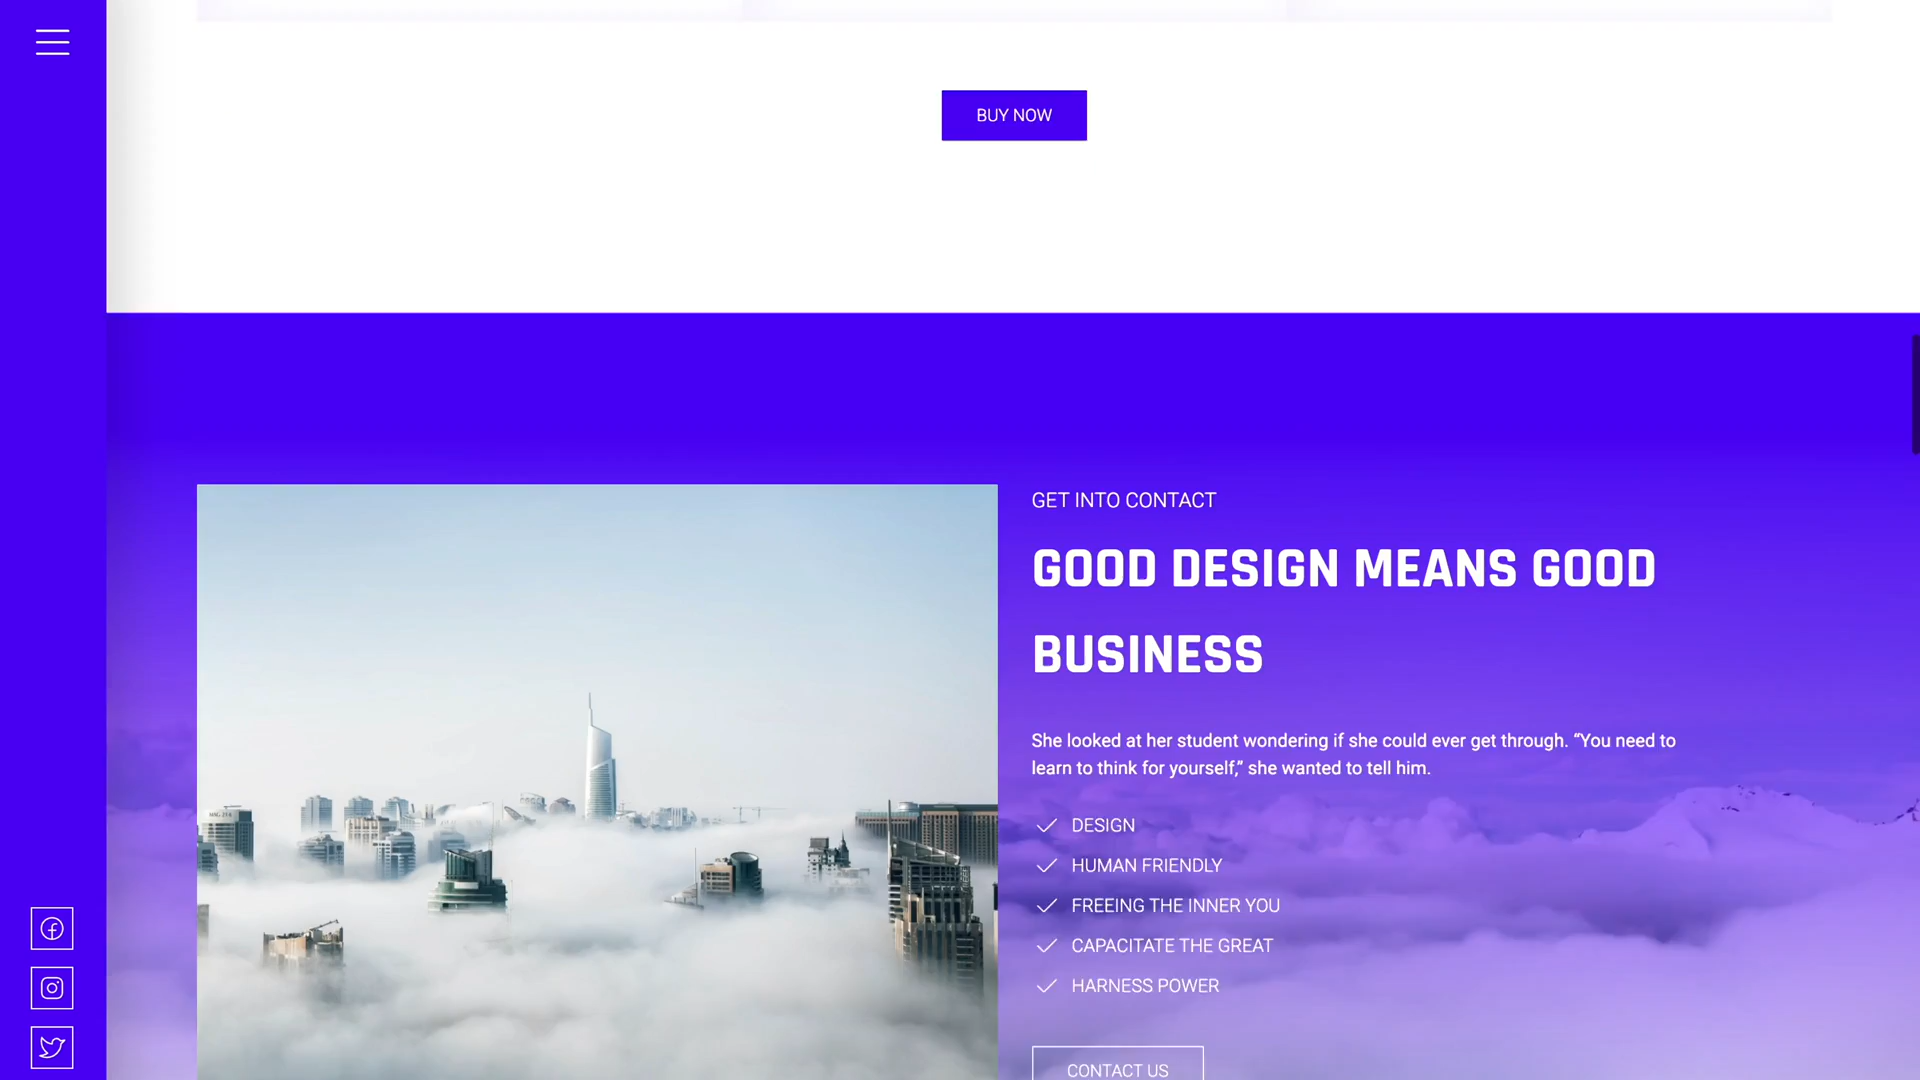 BUY NOW
GET INTO CONTACT
GOOD DESIGN MEANS GOOD
BUSINESS
She looked at her student wondering if she could ever get through. “You need to
learn to think for yourself,” she wanted to tell him.
DESIGN
HUMAN FRIENDLY
FREEING THE INNER YOU
CAPACITATE THE GREAT
HARNESS POWER
CONTACT US